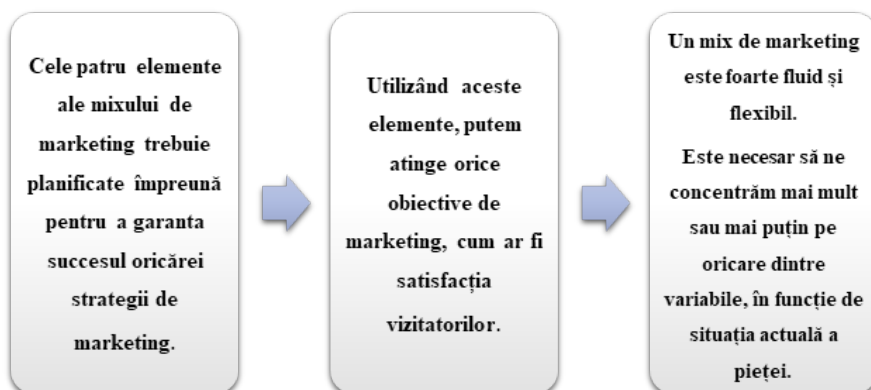 Cele patru elemente
ale mixului de
marketing trebuie
planificate împreună
pentru a garanta
succesul oricărei
strategii de
marketing.
Utilizând aceste
elemente, putem
atinge orice
obiective de
marketing, cum ar fi
satisfacția
vizitatorilor.
Un mix de marketing
este foarte fluid și
flexibil.
Este necesar să ne
concentrăm mai mult
sau mai puțin pe
oricare dintre
variabile, în funcție de
situația actuală a
pieței.